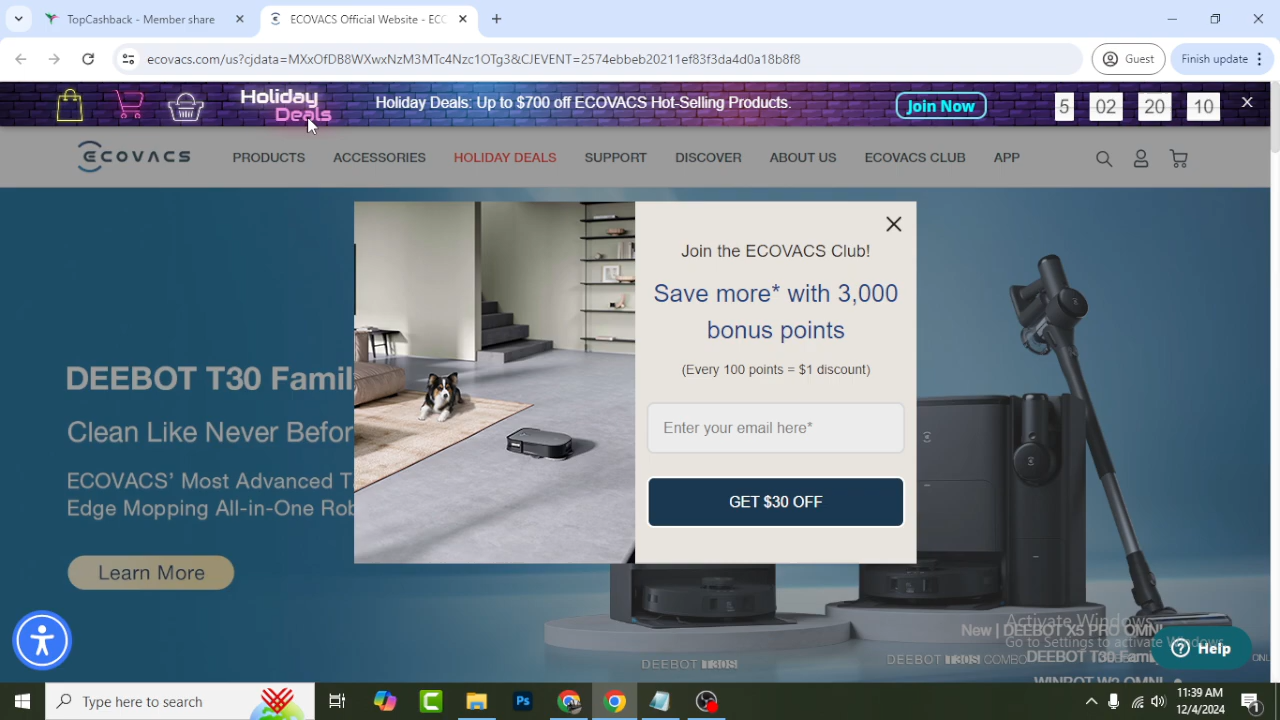 TopCashback - Member share
ECOVACS Official Website - ECC
ecovacs.com/us?cjdata=MXxOfDB8WXwxNzM3MTc4Nzc1OTg3&CJEVENT=2574ebbeb20211ef83f3da4d0a18b8f8
Guest
Finish update
Holiday
Deals
Holiday Deals: Up to $700 off ECOVACS Hot-Selling Products.
Join Now
5 02 20 10
ECOVACS
PRODUCTS ACCESSORIES HOLIDAY DEALS SUPPORT DISCOVER ABOUT US ECOVACS CLUB APP
Join the ECOVACS Club!
Save more* with 3,000
bonus points
(Every 100 points = $1 discount)
Enter your email here*
GET $30 OFF
DEEBOT T30 Famil
Clean Like Never Befor
ECOVACS' Most Advanced T
Edge Mopping All-in-One Rob
Learn More
Activate Windows
Go to Settings to activate Windows.
New | DEEBOT X5 PRO OMN'
DEEBOT T30 Fami
WINBOT W2 OMNI
DEEBOT T30S
DEEBOT T30S COMBO
Help
Type here to search
Ps
11:39 AM
12/4/2024
1